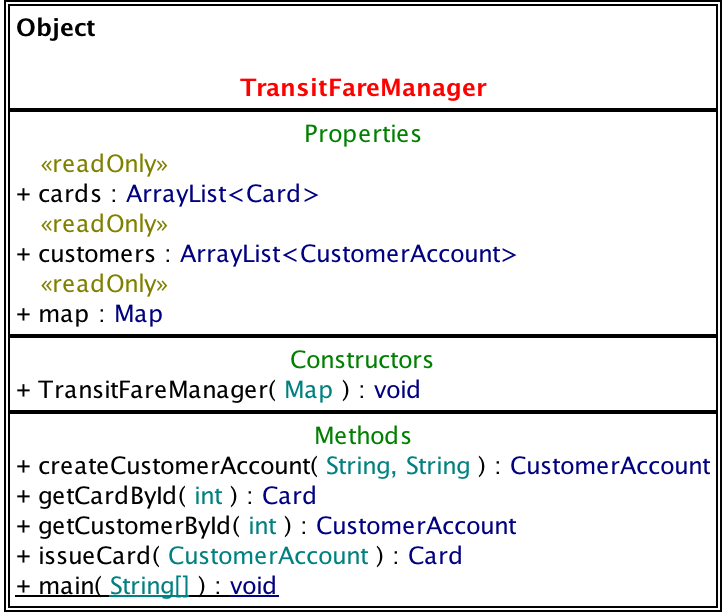 Object
TransitFareManager
Properties
«readOnly»
+ cards : ArrayList<Card>
«readOnly»
+ customers : ArrayList<CustomerAccount>
«readOnly»
+ map : Map
Constructors
+ TransitFareManager( Map ) : void
Methods
+ createCustomerAccount( String, String ) : CustomerAccount
+ getCardById( int ) : Card
+ getCustomerById( int ) : CustomerAccount
+ issueCard( CustomerAccount ) : Card
+ main( String[] ) : void